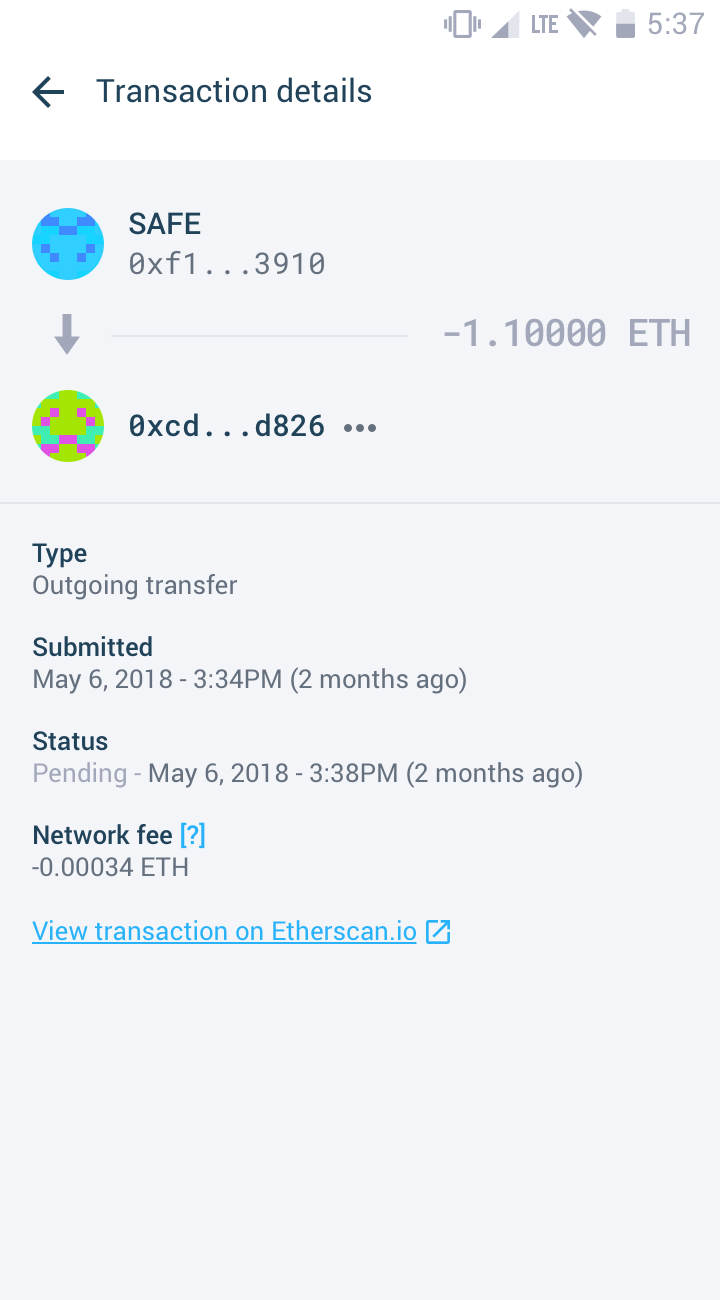 LTE 5:37
Transaction details
SAFE
0xf1...3910
-1.10000 ETH
0xcd...d826
Type
Outgoing transfer
Submitted
May 6, 2018 - 3:34PM (2 months ago)
Status
Pending - May 6, 2018 - 3:38PM (2 months ago)
Network fee [?]
-0.00034 ETH
View transaction on Etherscan.io